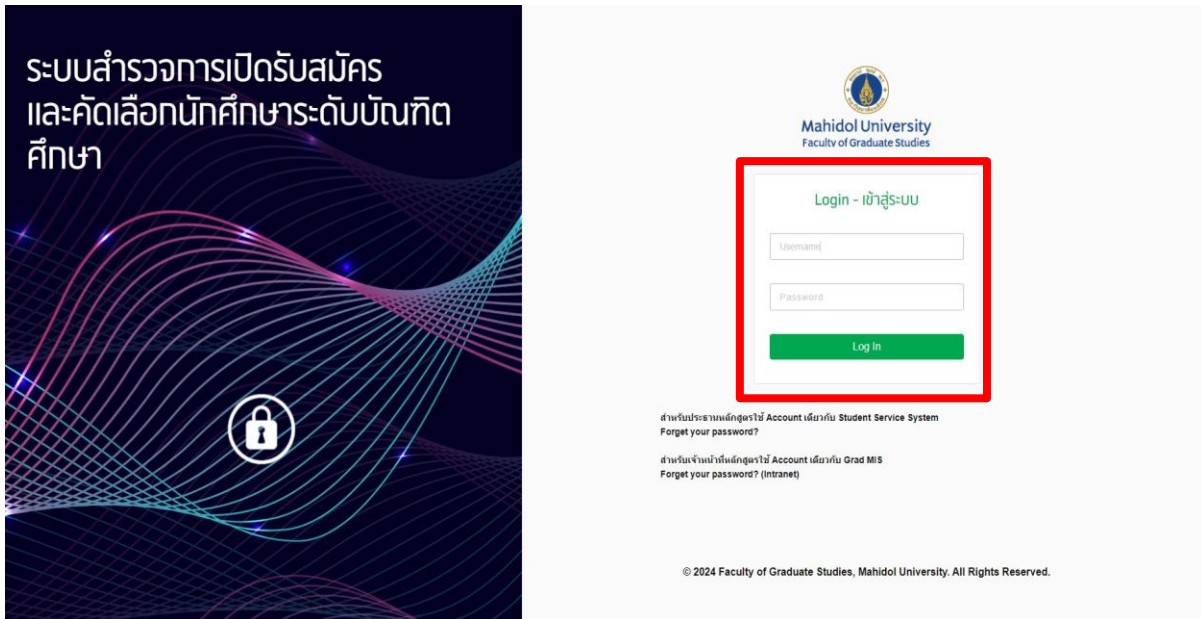 ระบบสำรวจการเปิดรับสมัคร
และคัดเลือกนักศึกษาระดับบัณฑิต
ศึกษา
Mahidol University
Faculty of Graduate Studies
Login - เข้าสู่ระบบ
Username
Password
Log In
สำหรับประธานหลักสูตรใช้ Account เดียวกับ Student Service System
Forget your password?
สำหรับเจ้าหน้าที่หลักสูตรใช้ Account เดียวกับ Grad MIS
Forget your password? (Intranet)
© 2024 Faculty of Graduate Studies, Mahidol University. All Rights Reserved.